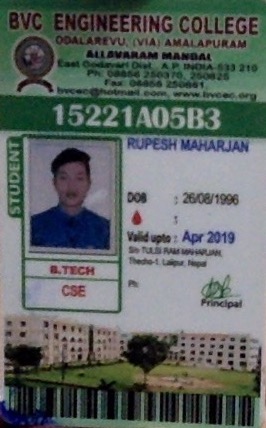 BVC ENGINEERING COLLEGE
ODALAREVU, (VIA) AMALAPURAM
ALLAVARAM MANDAL
East Godavari Dist., A.P. INDIA-533 210
Ph: 08856 250370, 250825
Fax: 08856 250861
bvcec@hotmail.com, www.bvcec.org
15221A05B3
STUDENT
RUPESH MAHARJAN
DOB : 26/08/1996
:
Valid upto : Apr 2019
S/o TULSI RAM MAHARJAN,
Thecho-1, Lalipur, Nepal
B.TECH
CSE
Ph:
Principal